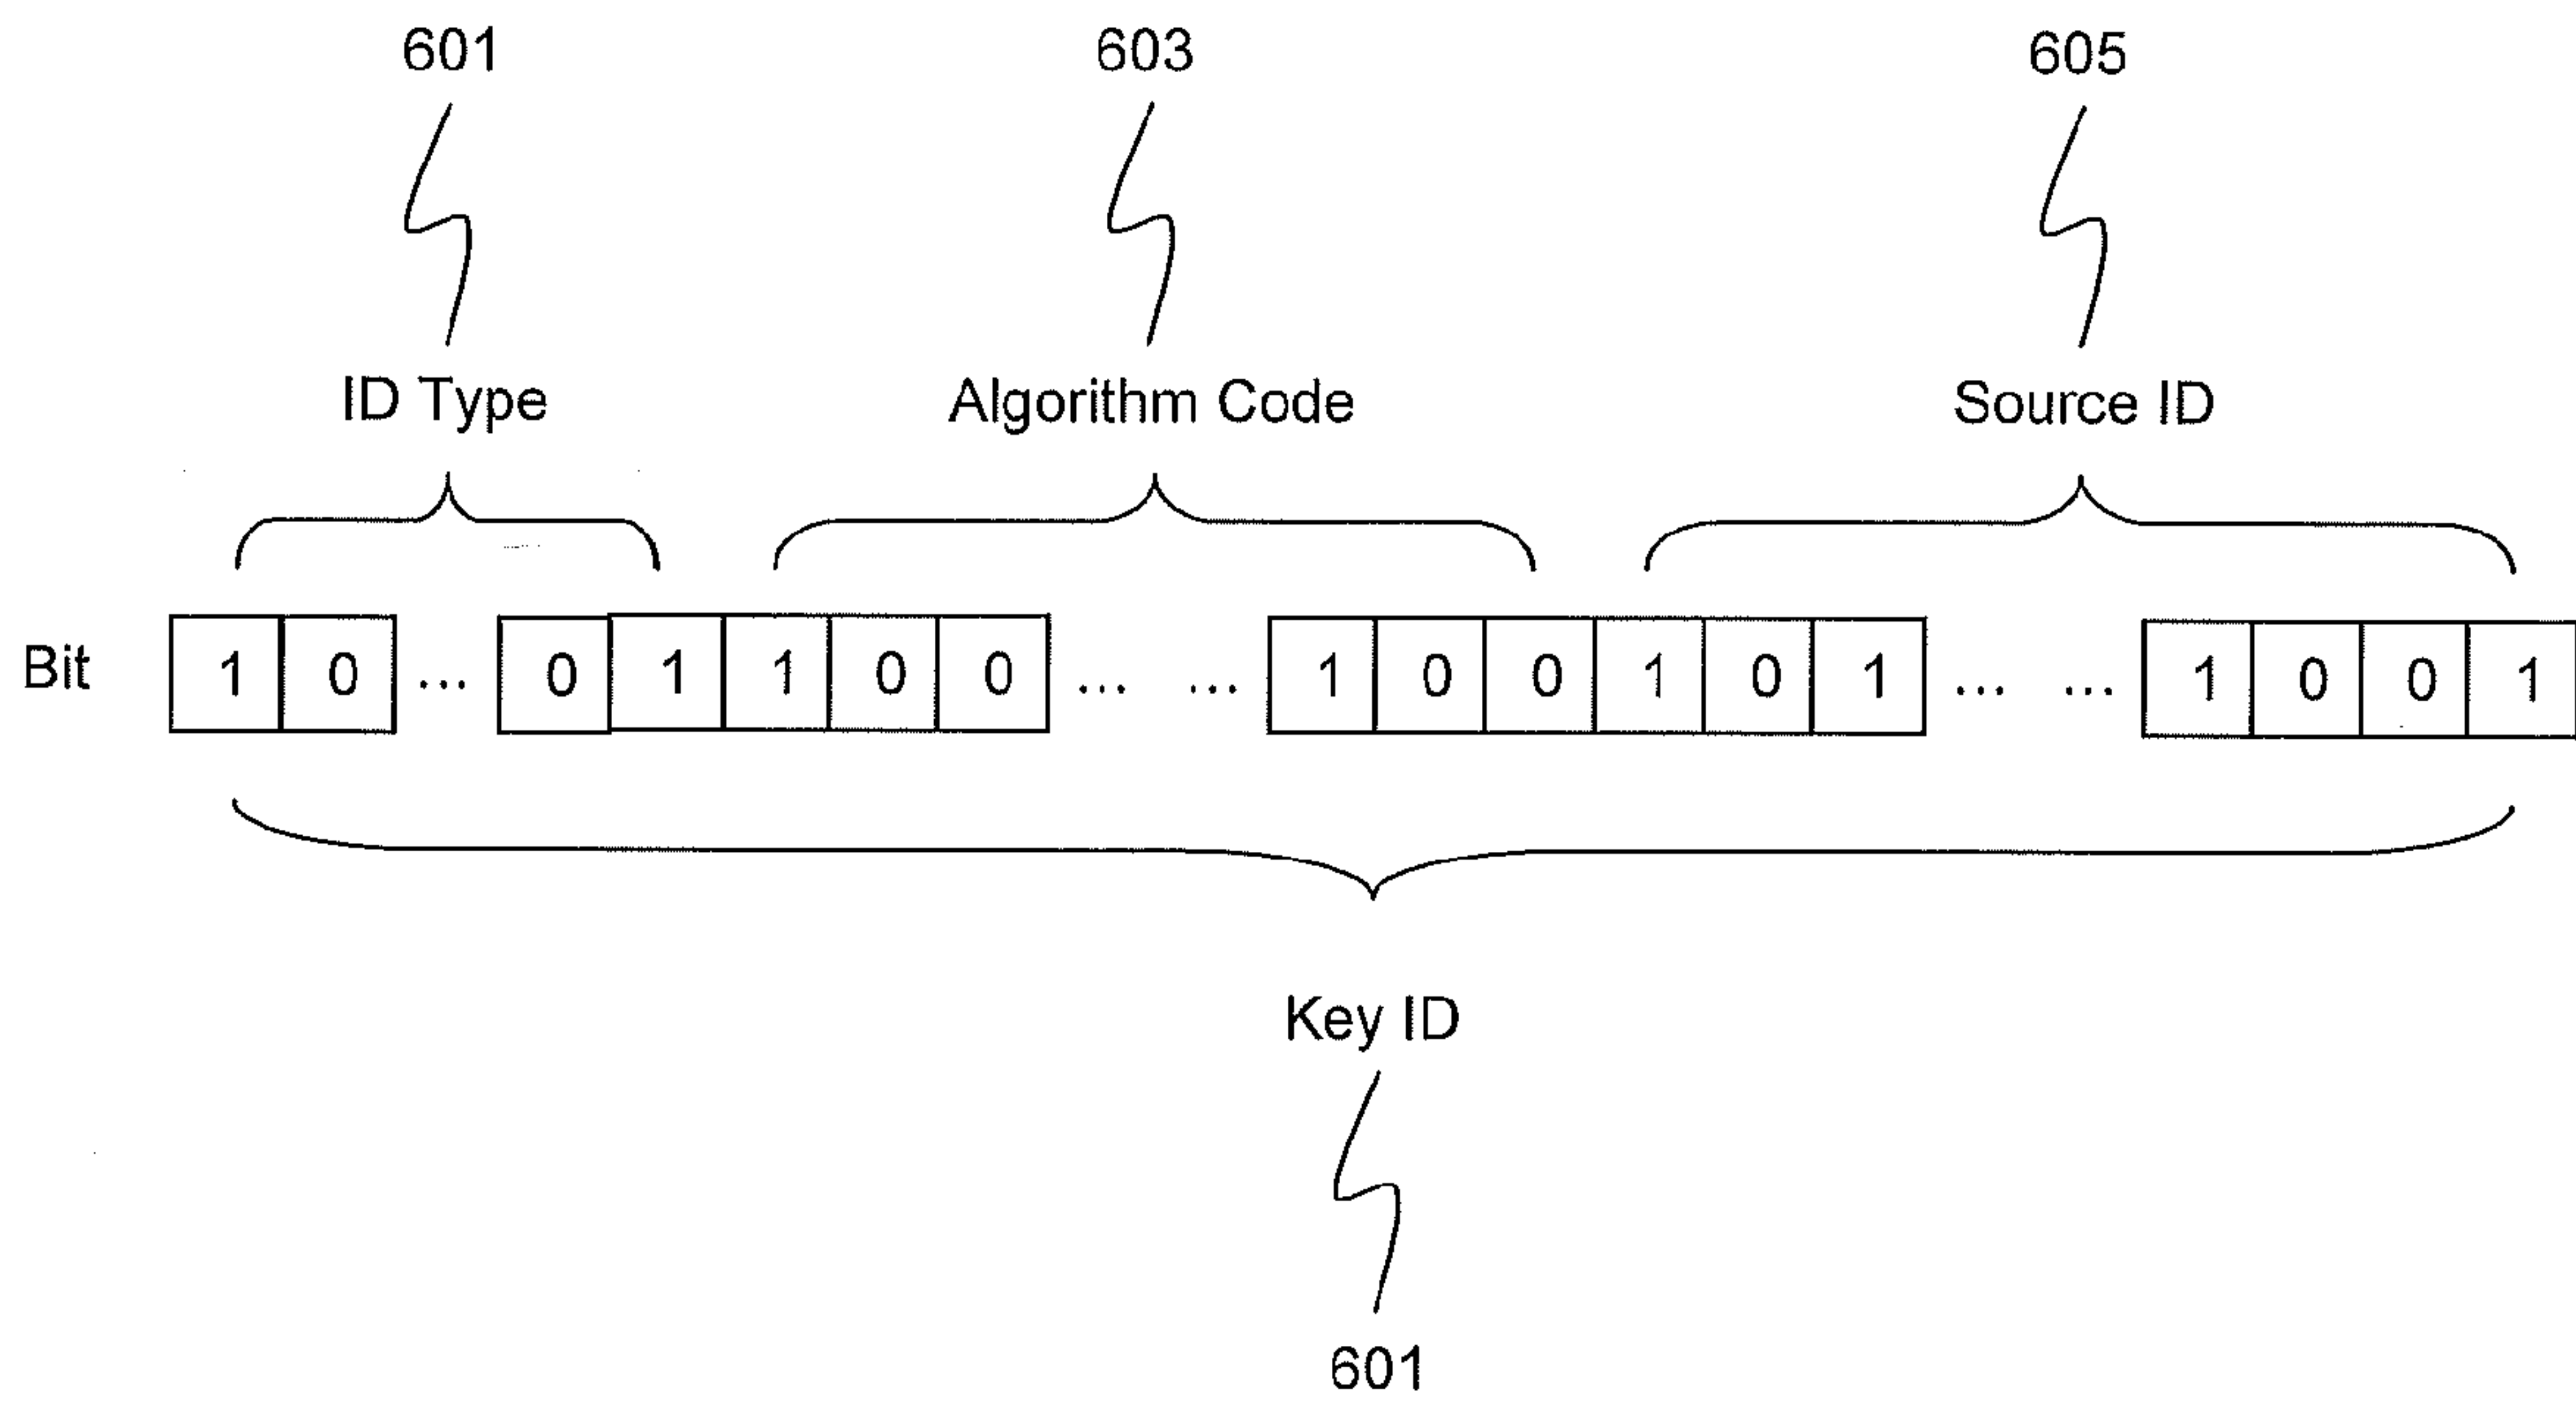 601 603 605
ID Type Algorithm Code Source ID
Bit 1 0 ... 0 1 1 0 0 ... ... 1 0 0 1 0 1 ... ... 1 0 0 1
Key ID
601